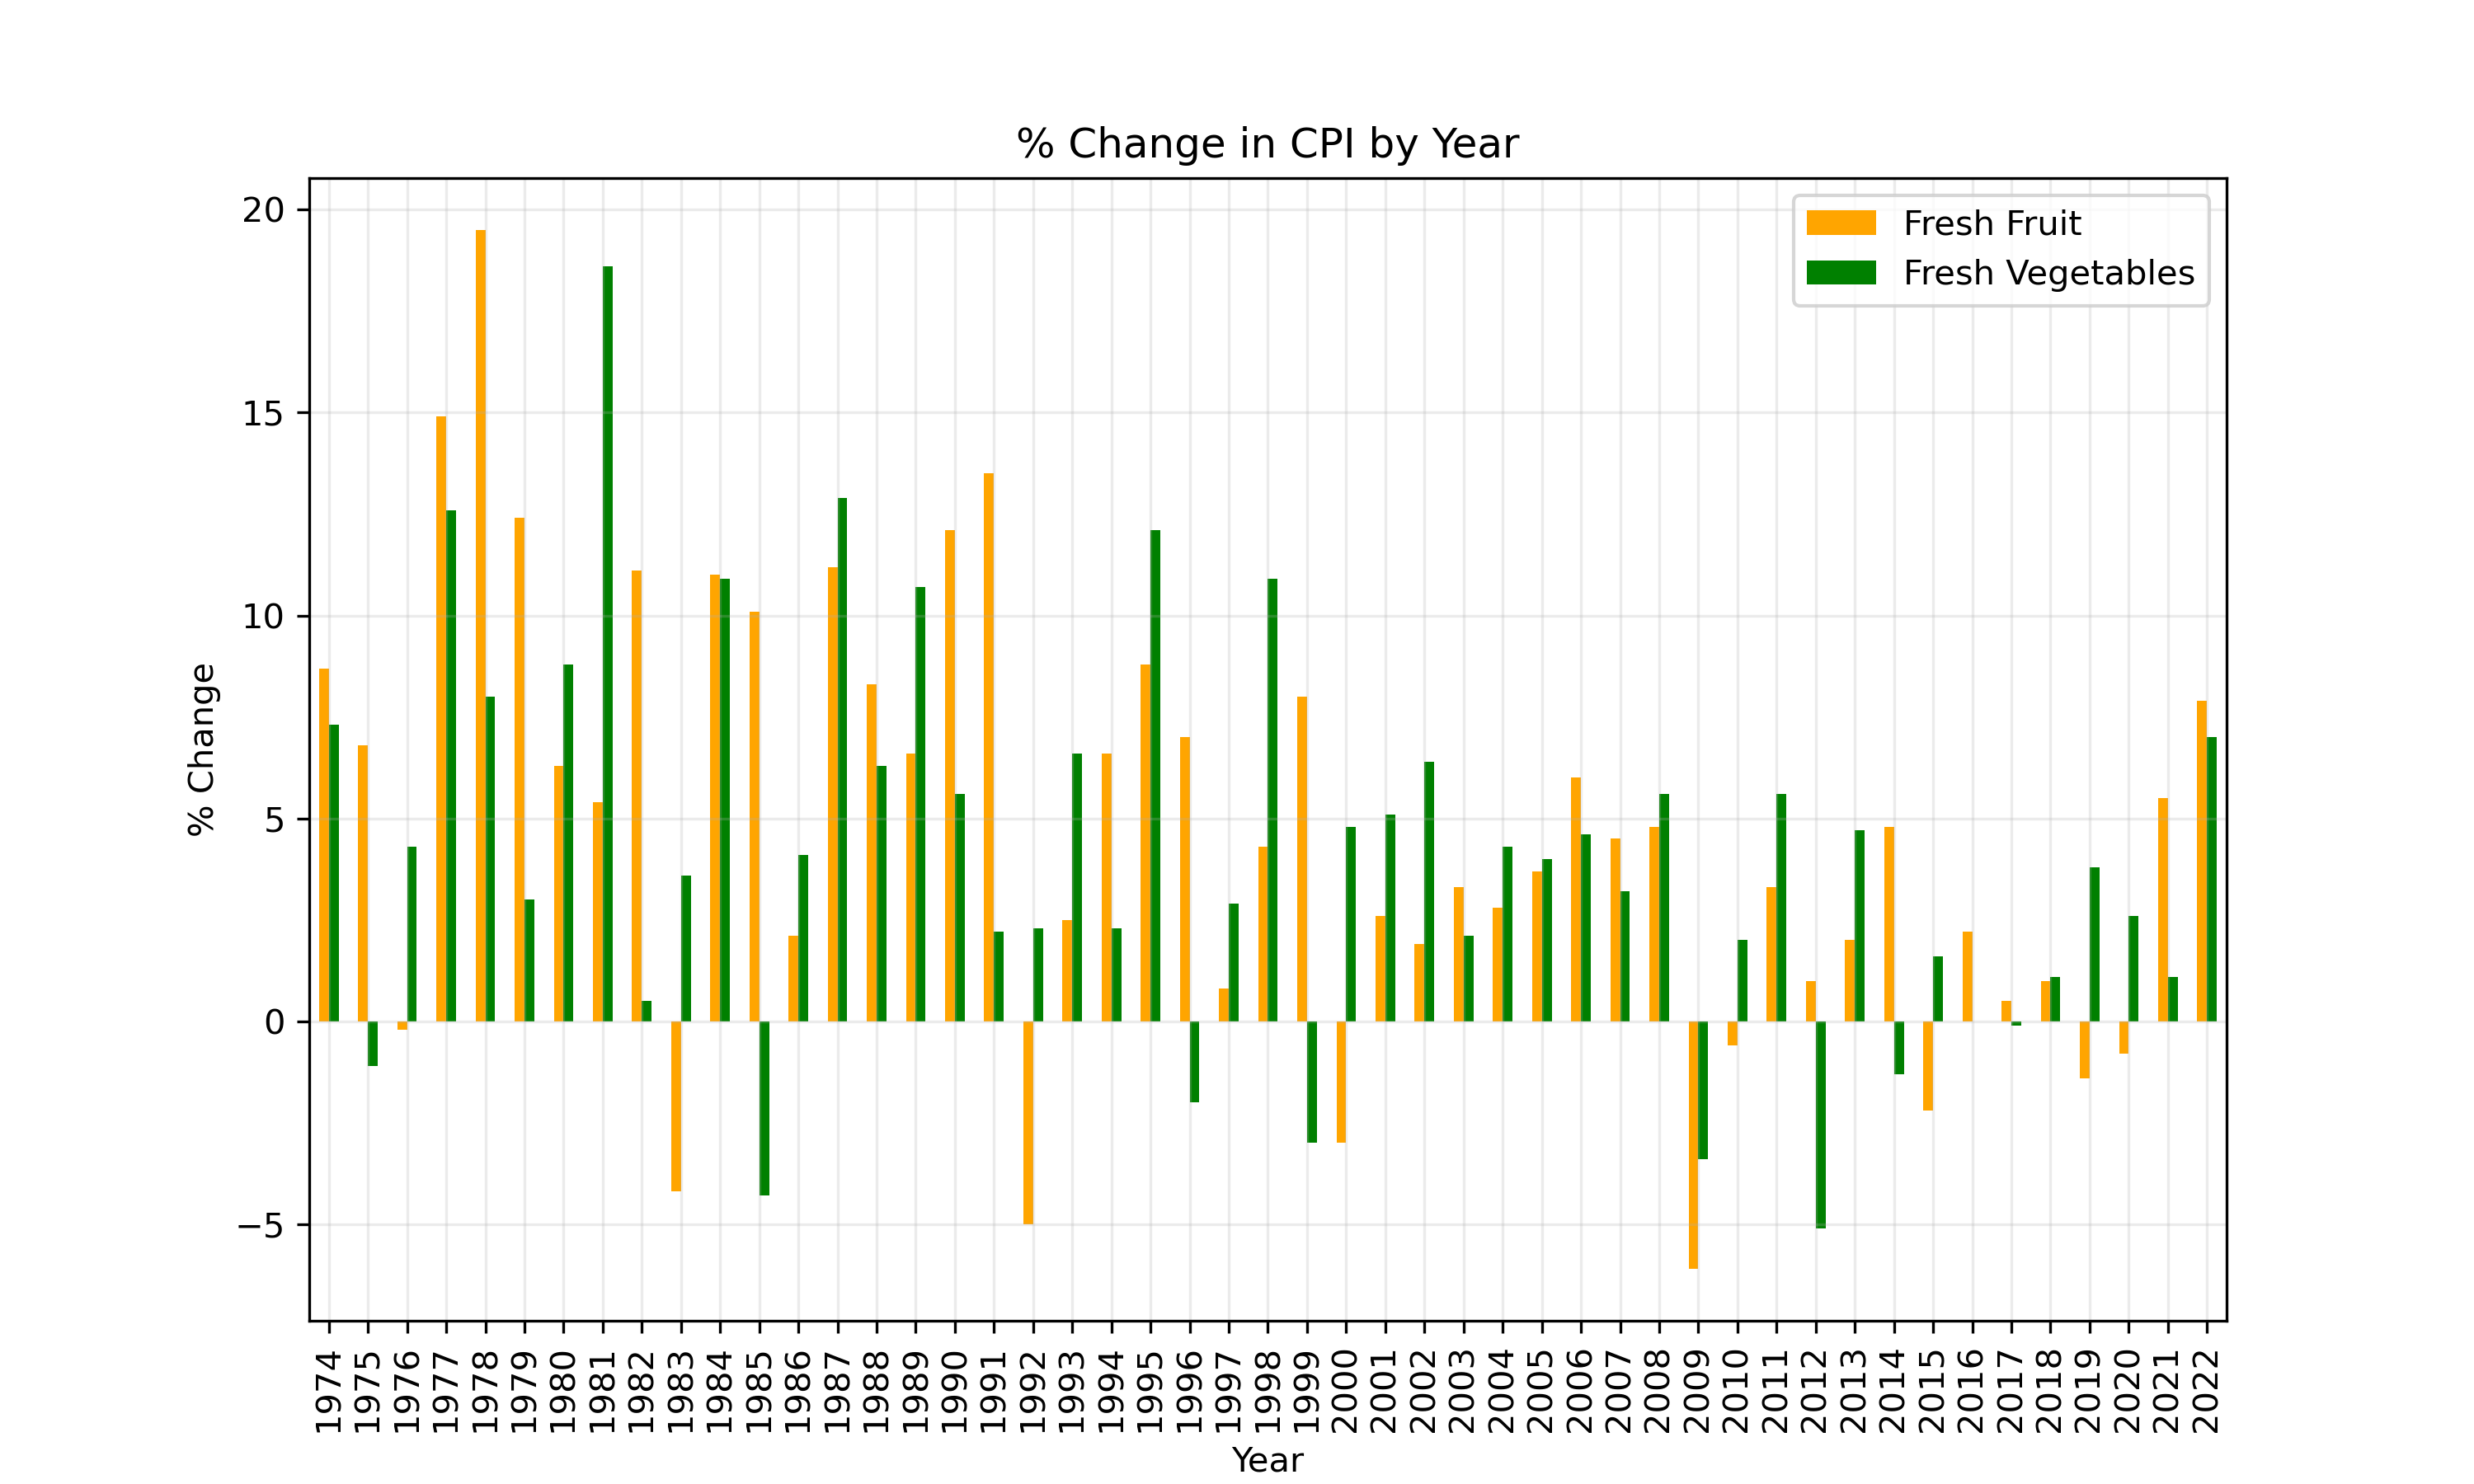 % Change in CPI by Year
Fresh Fruit
Fresh Vegetables
% Change
20
15
10
5
0
−5
1974 1975 1976 1977 1978 1979 1980 1981 1982 1983 1984 1985 1986 1987 1988 1989 1990 1991 1992 1993 1994 1995 1996 1997 1998 1999 2000 2001 2002 2003 2004 2005 2006 2007 2008 2009 2010 2011 2012 2013 2014 2015 2016 2017 2018 2019 2020 2021 2022
Year